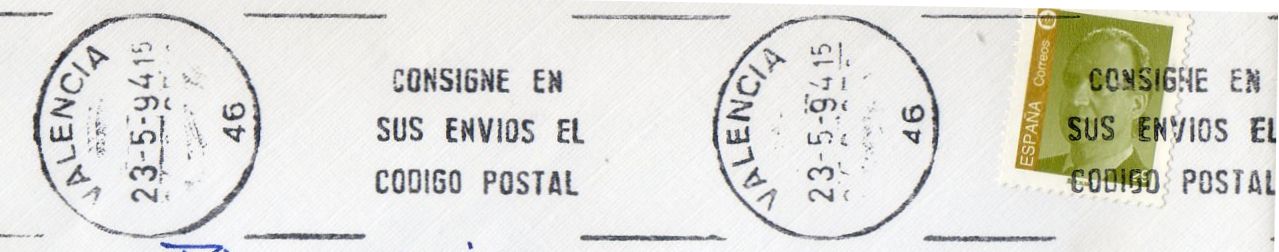 VALENCIA
23-5-94 15
46
CONSIGNE EN
SUS ENVIOS EL
CODIGO POSTAL
VALENCIA
23-5-94 15
46
ESPAÑA Correos
CONSIGNE EN
SUS ENVIOS EL
CODIGO POSTAL